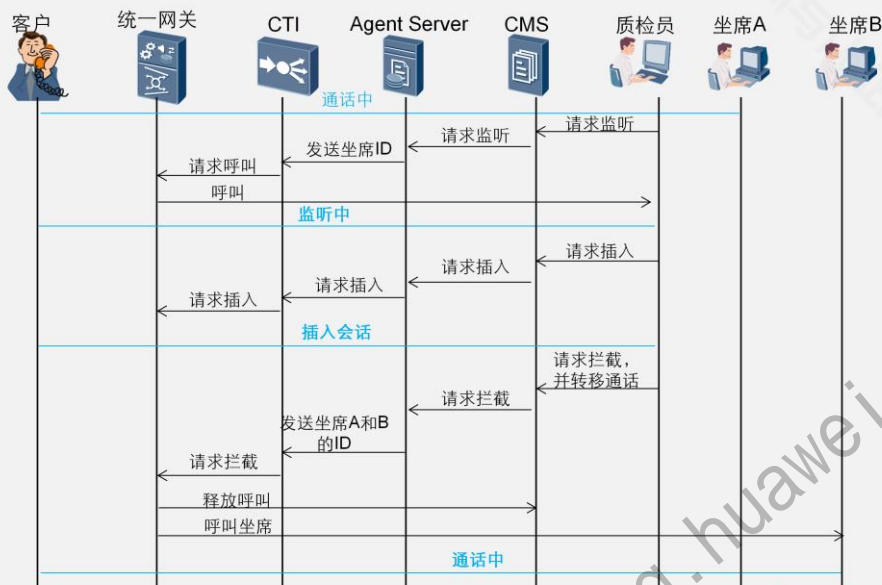 客户
统一网关
CTI
Agent Server
CMS
质检员
坐席A
坐席B
通话中
请求监听
请求监听
发送坐席ID
请求呼叫
呼叫
监听中
请求插入
请求插入
请求插入
请求插入
插入会话
请求拦截，
并转移通话
请求拦截
发送坐席A和B
的ID
请求拦截
释放呼叫
呼叫坐席
通话中
g.huawei